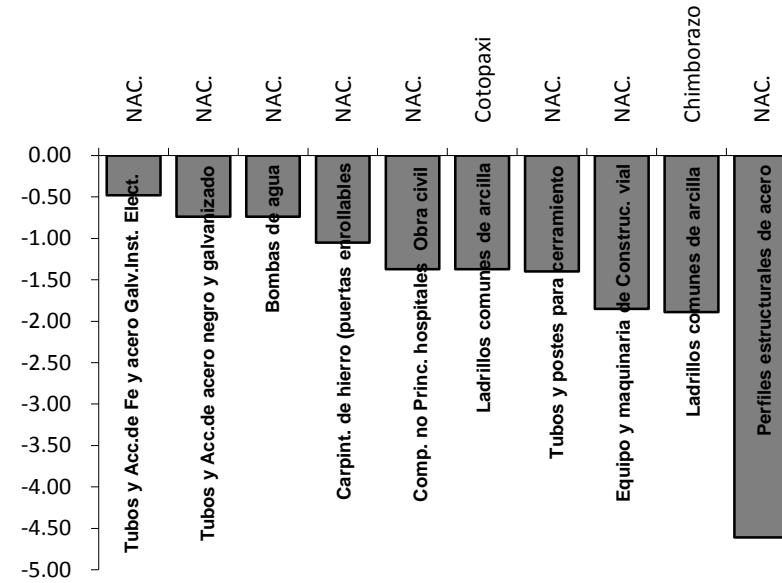 NAC.
NAC.
NAC.
NAC.
NAC.
Cotopaxi
NAC.
NAC.
Chimborazo
NAC.
0.00
-0.50
-1.00
-1.50
-2.00
-2.50
-3.00
-3.50
-4.00
-4.50
-5.00
Tubos y Acc.de Fe y acero Galv.Inst. Elect.
Tubos y Acc.de acero negro y galvanizado
Bombas de agua
Carpint. de hierro (puertas enrollables
Comp. no Princ. hospitales  Obra civil
Ladrillos comunes de arcilla
Tubos y postes para cerramiento
Equipo y maquinaria de Construc. vial
Ladrillos comunes de arcilla
Perfiles estructurales de acero